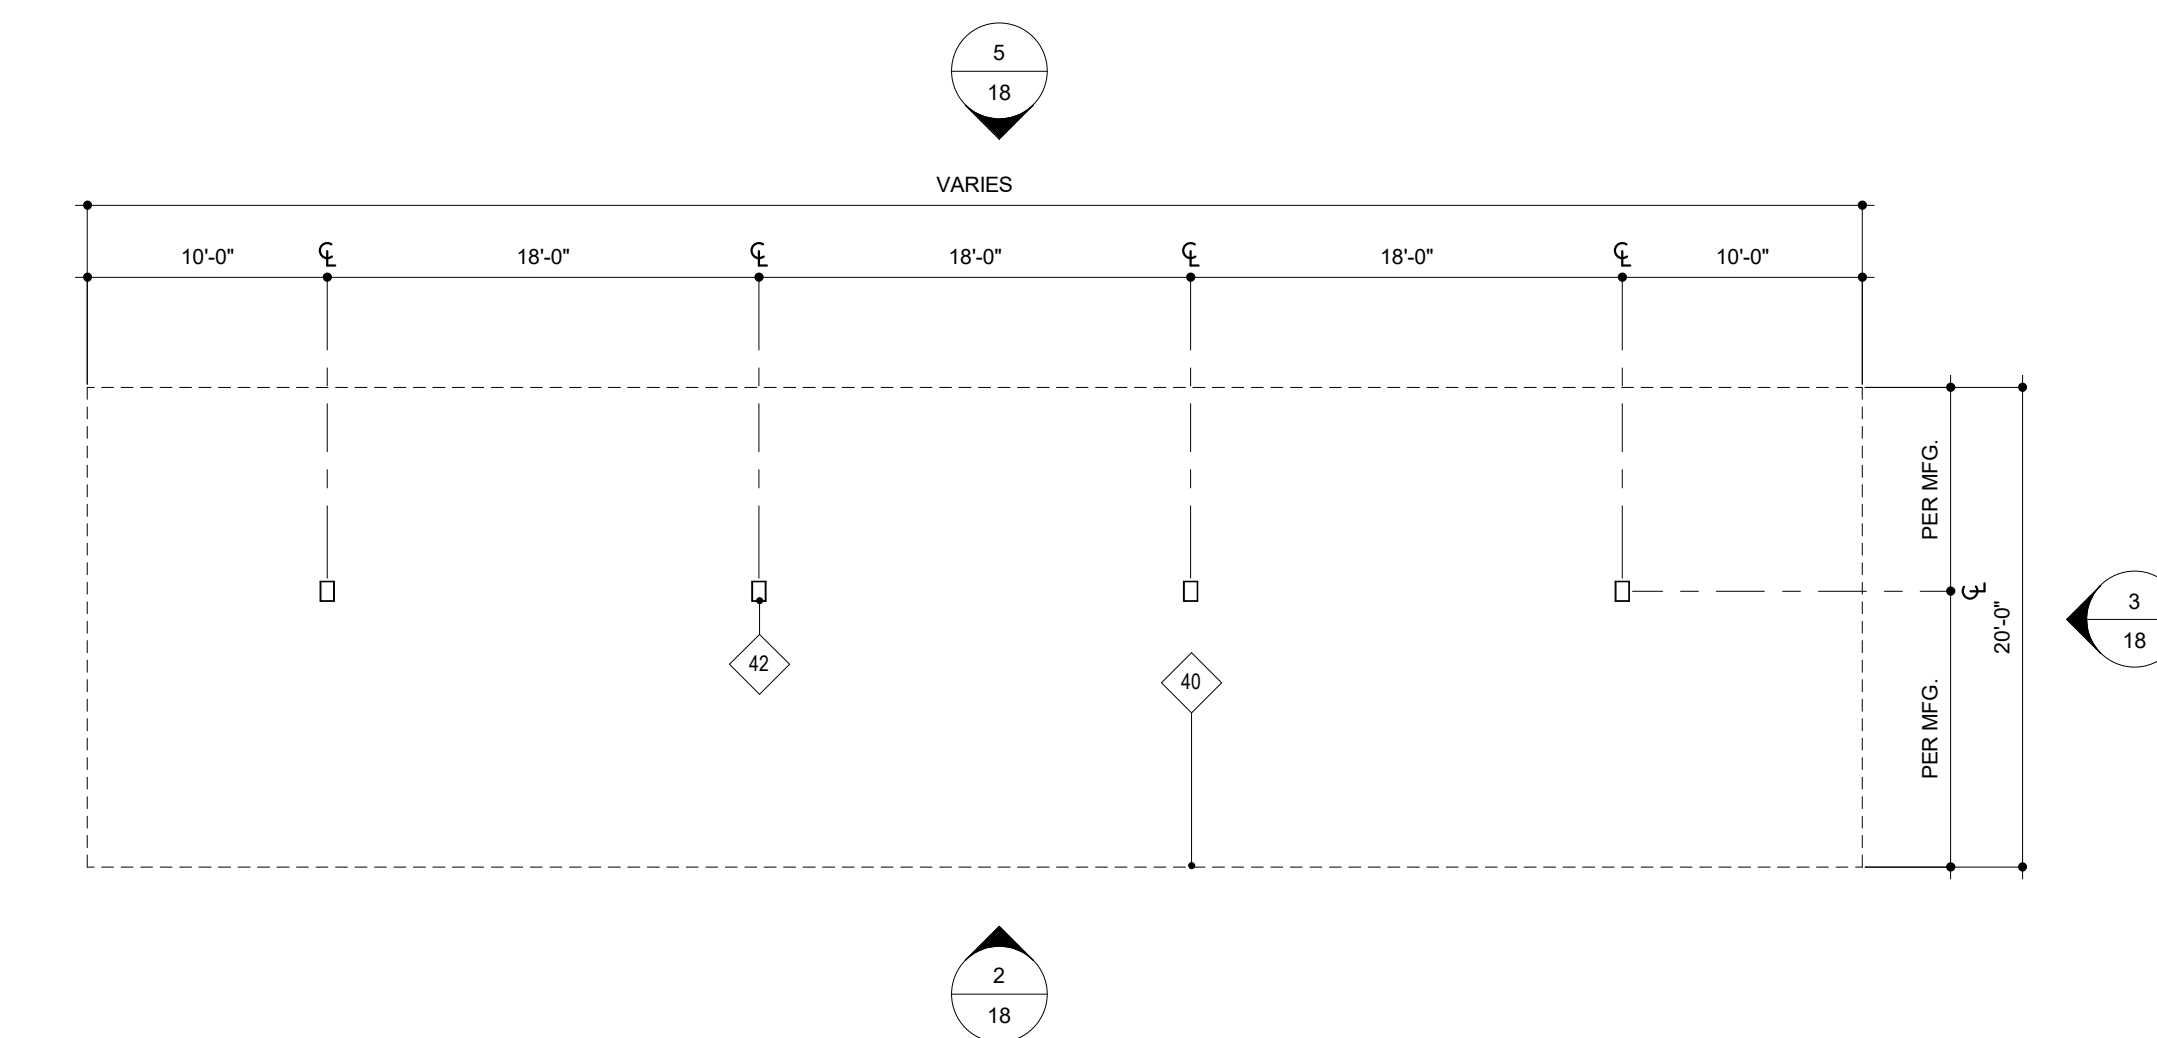 5
18
VARIES
10'-0" ℄ 18'-0" ℄ 18'-0" ℄ 18'-0" ℄ 10'-0"
PER MFG.
℄
20'-0"
3
18
42
40
PER MFG.
2
18